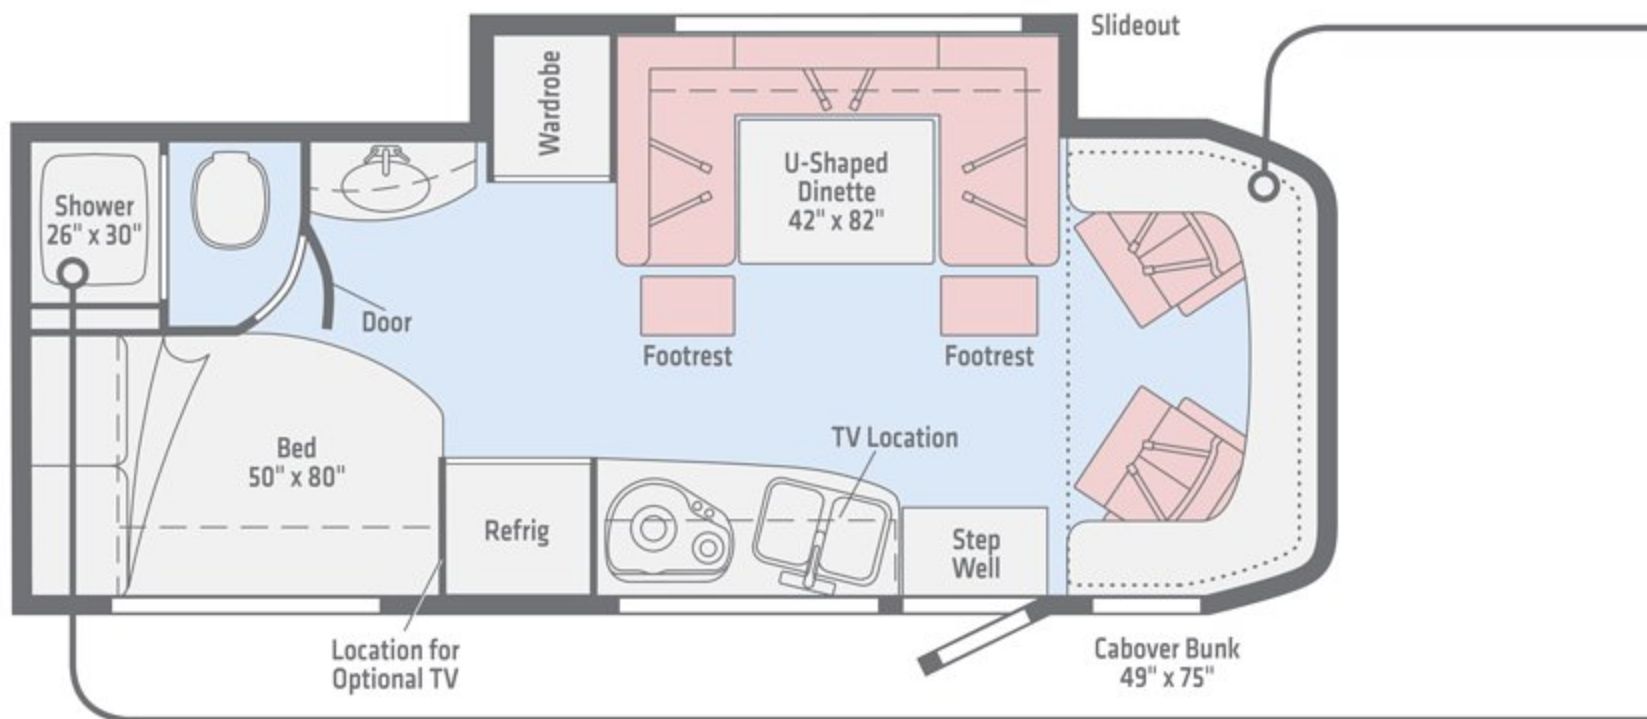 Slideout
Wardrobe
U-Shaped
Dinette
42" x 82"
Shower
26" x 30"
Door
Footrest
Footrest
TV Location
Bed
50" x 80"
Refrig
Step
Well
Location for
Optional TV
Cabover Bunk
49" x 75"